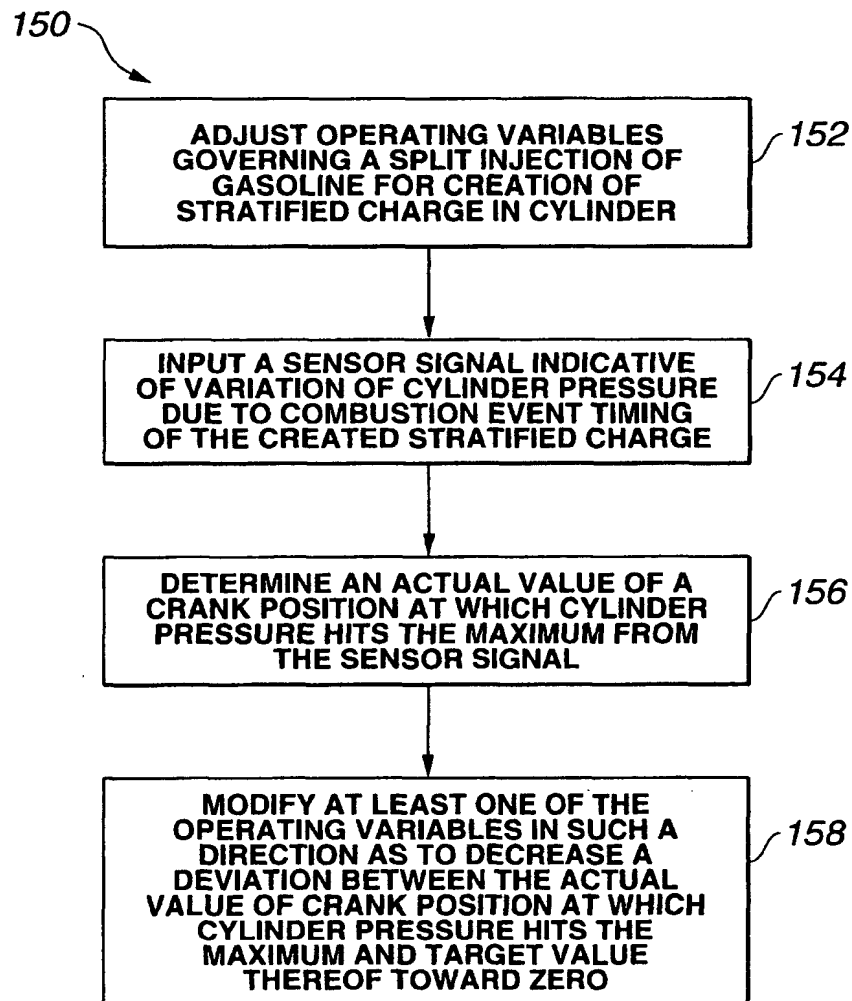 150
ADJUST OPERATING VARIABLES
GOVERNING A SPLIT INJECTION OF
GASOLINE FOR CREATION OF
STRATIFIED CHARGE IN CYLINDER
152
INPUT A SENSOR SIGNAL INDICATIVE
OF VARIATION OF CYLINDER PRESSURE
DUE TO COMBUSTION EVENT TIMING
OF THE CREATED STRATIFIED CHARGE
154
DETERMINE AN ACTUAL VALUE OF A
CRANK POSITION AT WHICH CYLINDER
PRESSURE HITS THE MAXIMUM FROM
THE SENSOR SIGNAL
156
MODIFY AT LEAST ONE OF THE
OPERATING VARIABLES IN SUCH A
DIRECTION AS TO DECREASE A
DEVIATION BETWEEN THE ACTUAL
VALUE OF CRANK POSITION AT WHICH
CYLINDER PRESSURE HITS THE
MAXIMUM AND TARGET VALUE
THEREOF TOWARD ZERO
158